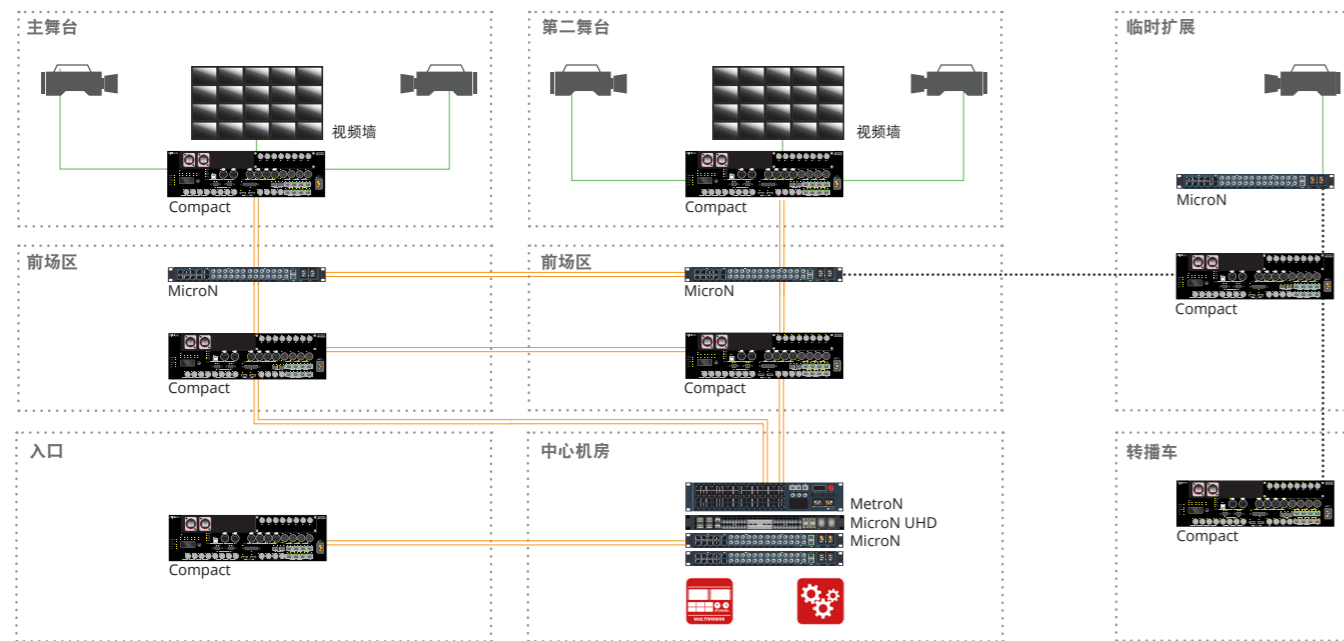 主舞台
视频墙
Compact
第二舞台
视频墙
Compact
临时扩展
MicroN
Compact
前场区
MicroN
Compact
前场区
MicroN
Compact
入口
Compact
中心机房
MetroN
MicroN UHD
MicroN
MULTIVIEWER
转播车
Compact